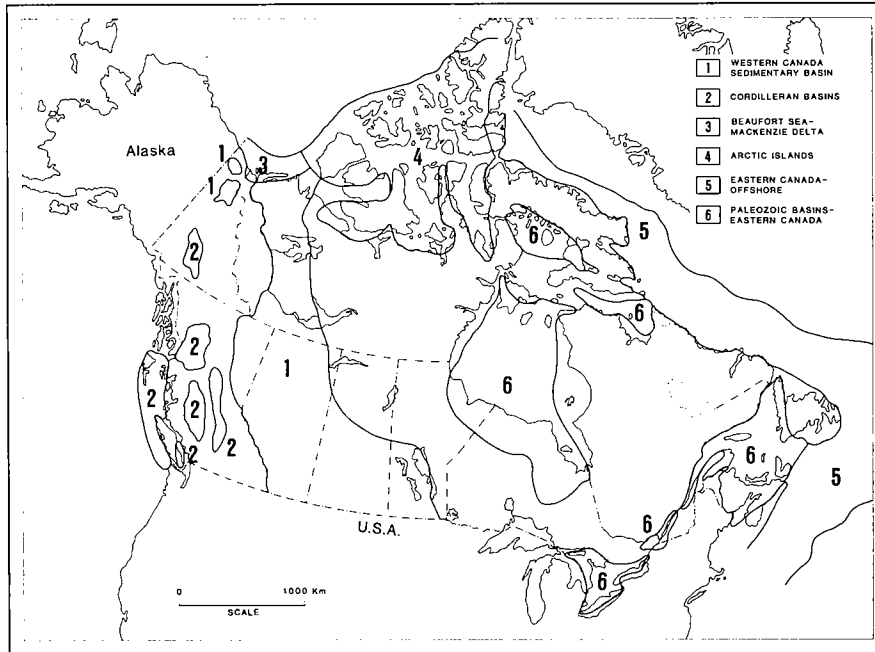 1 WESTERN CANADA
SEDIMENTARY BASIN
2 CORDILLERAN BASINS
3 BEAUFORT SEA-
MACKENZIE DELTA
4 ARCTIC ISLANDS
5 EASTERN CANADA-
OFFSHORE
6 PALEOZOIC BASINS-
EASTERN CANADA
Alaska
1
3
4
1
6
5
2
6
2
1
6
2
2
2
2
6
5
6
U.S.A.
6
0 1000 Km
SCALE